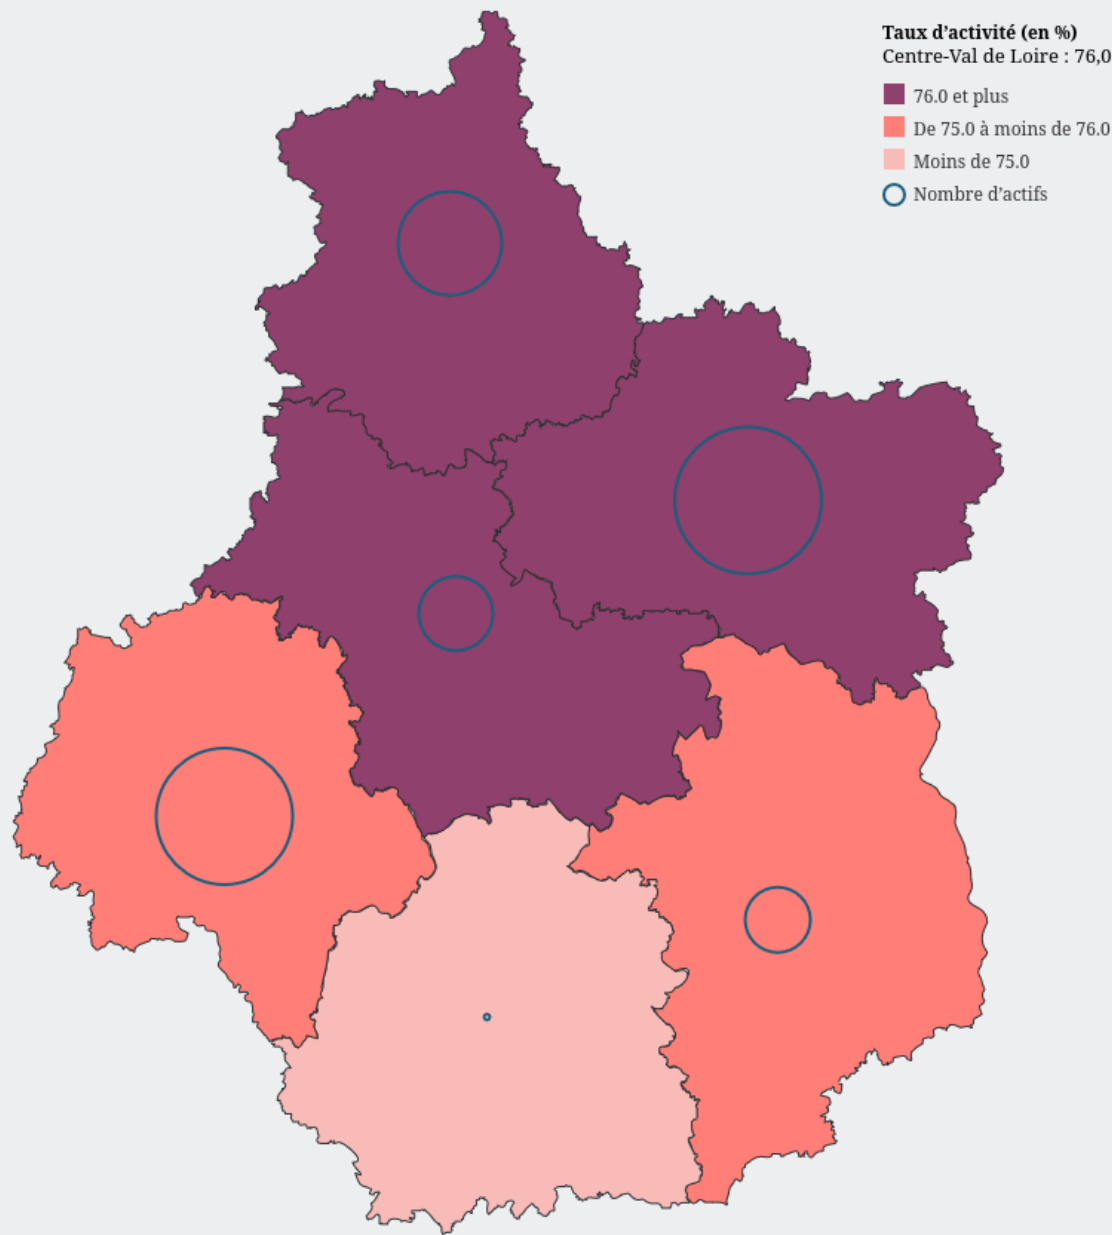 Taux d’activité (en %)
Centre-Val de Loire : 76,0
76.0 et plus
De 75.0 à moins de 76.0
Moins de 75.0
Nombre d’actifs